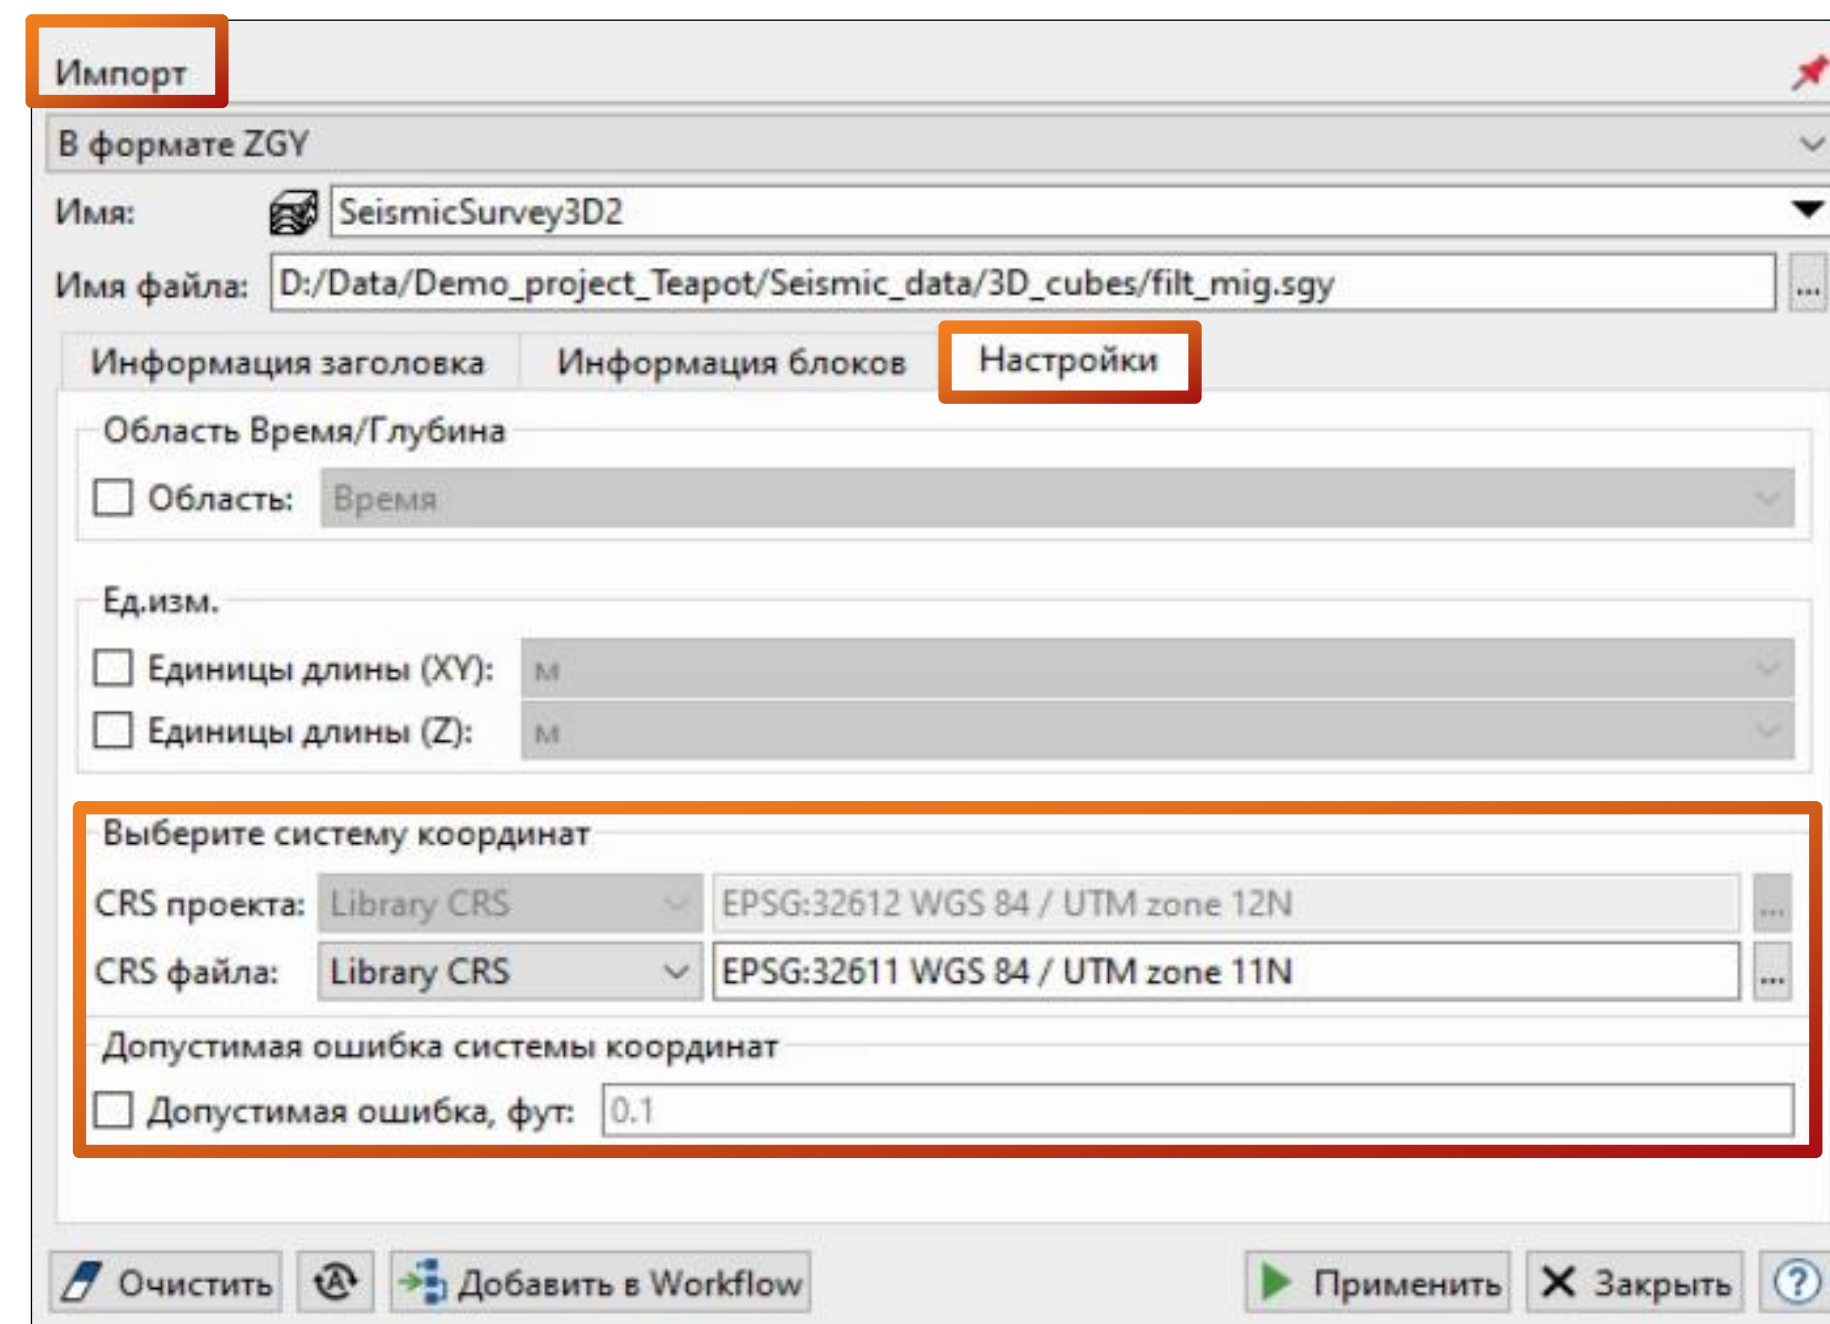 Импорт
В формате ZGY
Имя: SeismicSurvey3D2
Имя файла: D:/Data/Demo_project_Teapot/Seismic_data/3D_cubes/filt_mig.sgy ...
Информация заголовка Информация блоков Настройки
Область Время/Глубина
Область: Время
Ед.изм.
Единицы длины (XY): м
Единицы длины (Z): м
Выберите систему координат
CRS проекта: Library CRS EPSG:32612 WGS 84 / UTM zone 12N ...
CRS файла: Library CRS EPSG:32611 WGS 84 / UTM zone 11N ...
Допустимая ошибка системы координат
Допустимая ошибка, фут: 0.1
Очистить A Добавить в Workflow Применить Закрыть ?